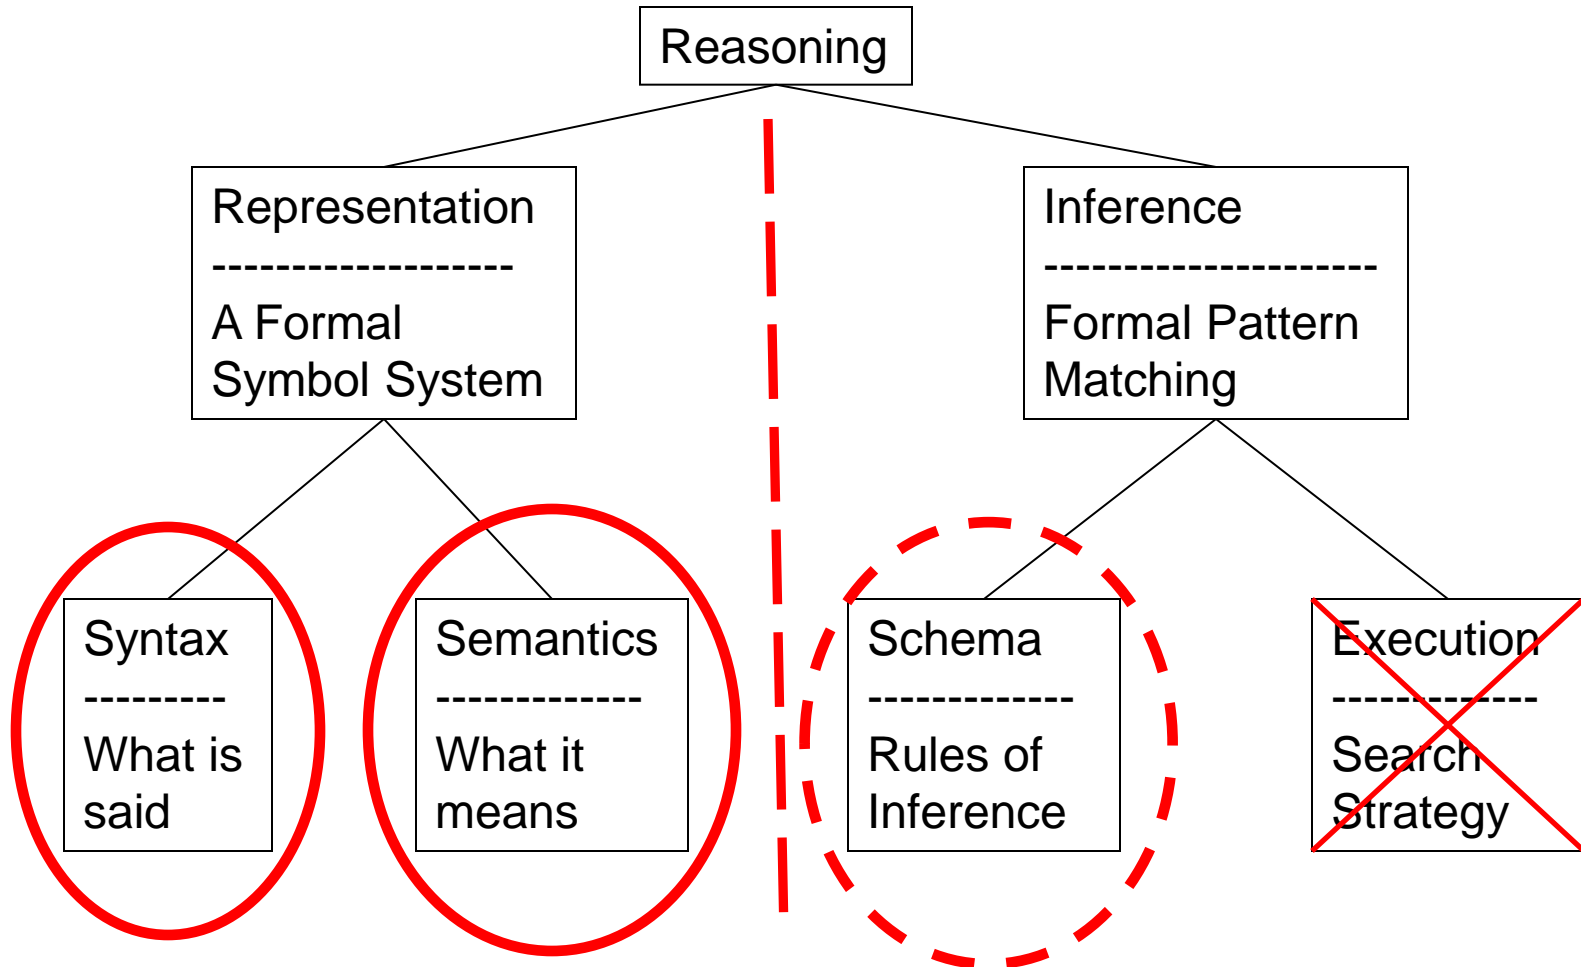 Reasoning
Representation
-------------------
A Formal
Symbol System
Inference
---------------------
Formal Pattern
Matching
Syntax
---------
What is
said
Semantics
-------------
What it
means
Schema
-------------
Rules of
Inference
Execution
-------------
Search
Strategy